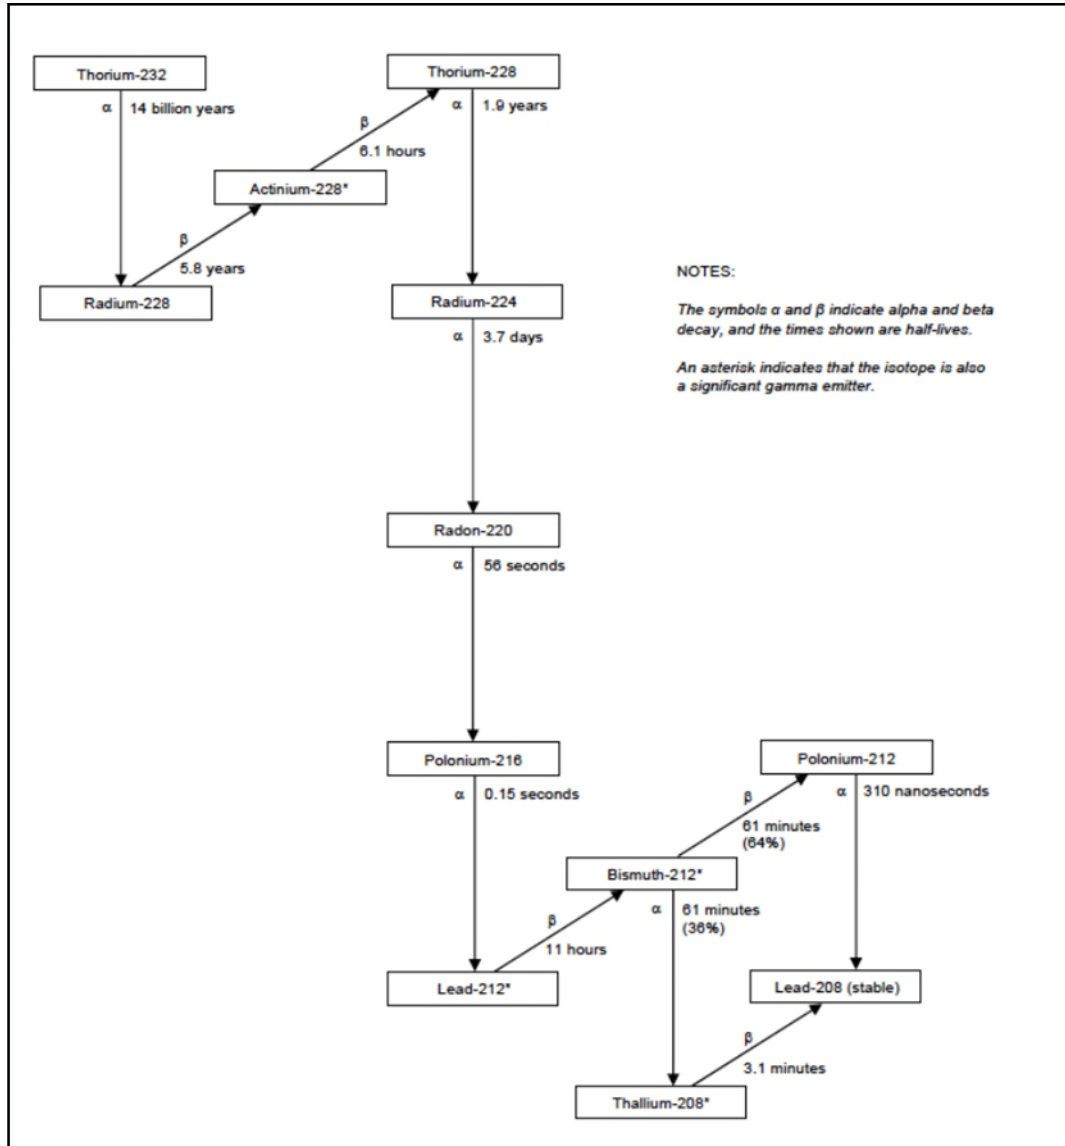 Thorium-232
Thorium-228
α 14 billion years
α 1.9 years
β
6.1 hours
Actinium-228*
β
5.8 years
Radium-228
Radium-224
α 3.7 days
NOTES:
The symbols α and β indicate alpha and beta
decay, and the times shown are half-lives.
An asterisk indicates that the isotope is also
a significant gamma emitter.
Radon-220
α 56 seconds
Polonium-216
α 0.15 seconds
Polonium-212
α 310 nanoseconds
β
61 minutes
(64%)
Bismuth-212*
α 61 minutes
(36%)
β
11 hours
Lead-212*
Lead-208 (stable)
β
3.1 minutes
Thallium-208*